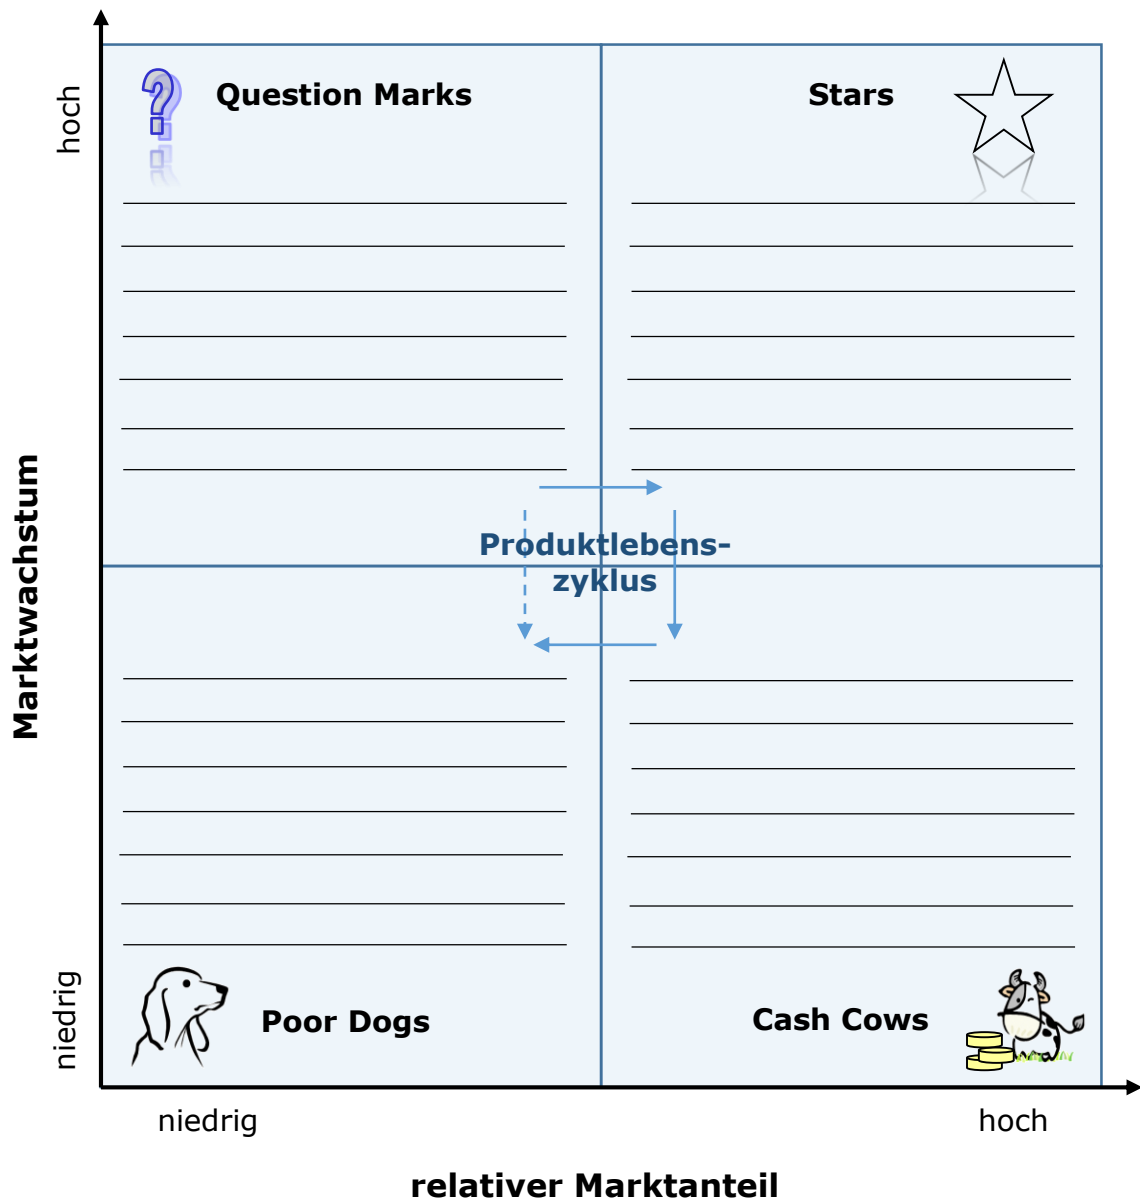 hoch
Question Marks
Stars
Marktwachstum
Produktlebens-
zyklus
niedrig
Poor Dogs
Cash Cows
niedrig
hoch
relativer Marktanteil